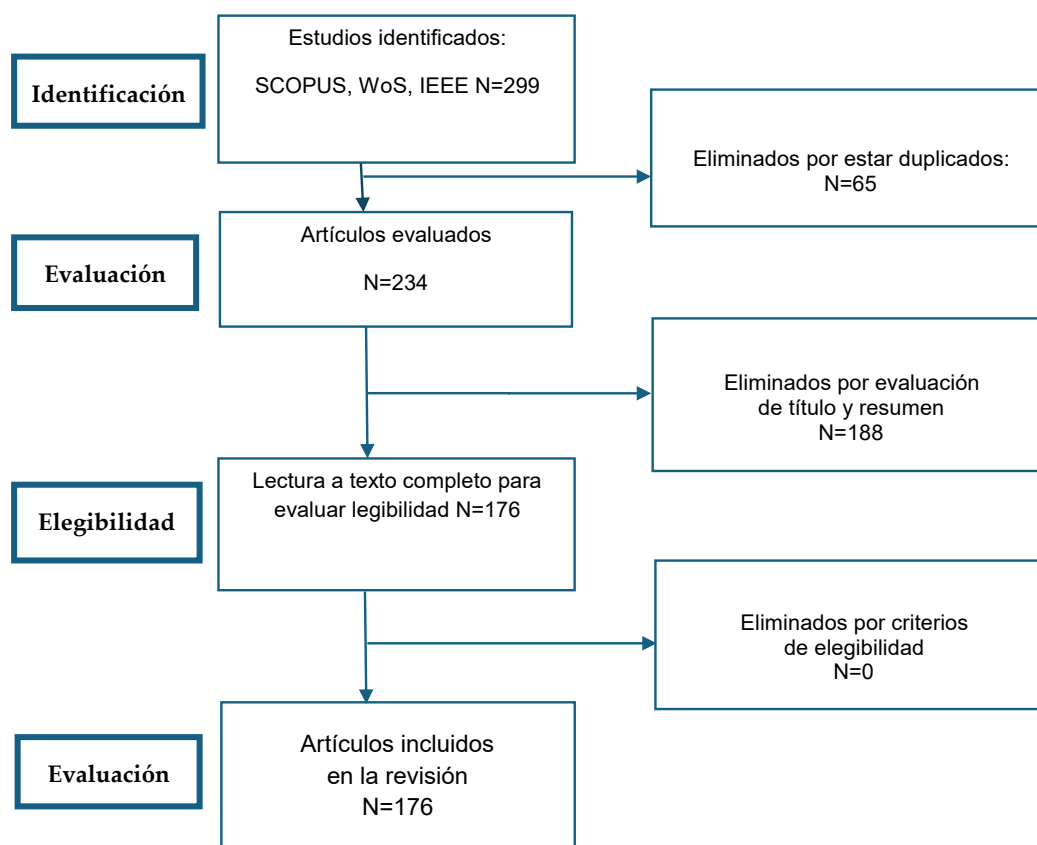 Estudios identificados:
SCOPUS, WoS, IEEE N=299
Identificación
Eliminados por estar duplicados:
N=65
Artículos evaluados
N=234
Evaluación
Eliminados por evaluación
de título y resumen
N=188
Lectura a texto completo para
evaluar legibilidad N=176
Elegibilidad
Eliminados por criterios
de elegibilidad
N=0
Artículos incluidos
en la revisión
N=176
Evaluación